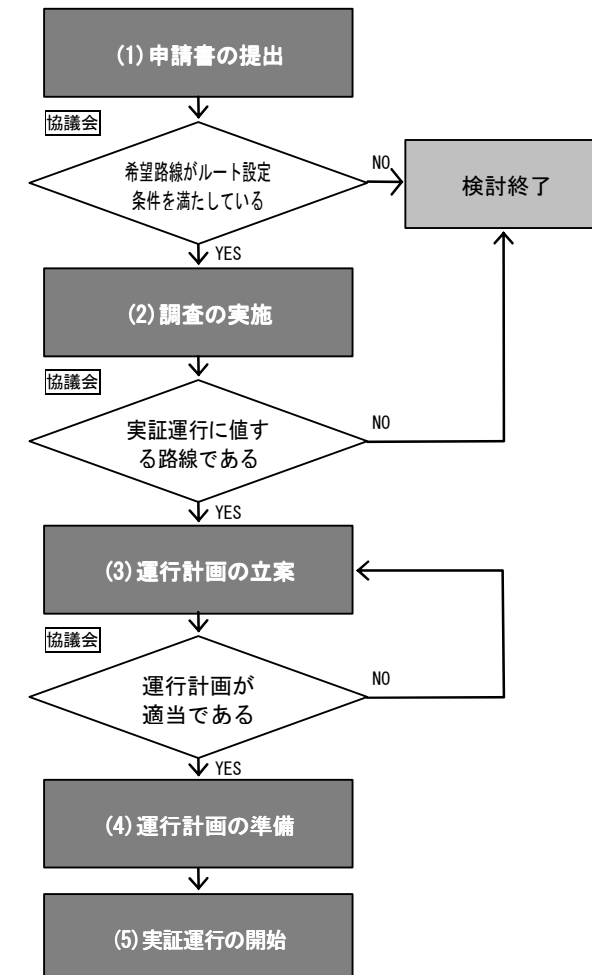 (1)申請書の提出
協議会
希望路線がルート設定
条件を満たしている
NO
検討終了
YES
(2)調査の実施
協議会
実証運行に値す
る路線である
NO
YES
(3)運行計画の立案
協議会
運行計画が
適当である
NO
YES
(4)運行計画の準備
(5)実証運行の開始